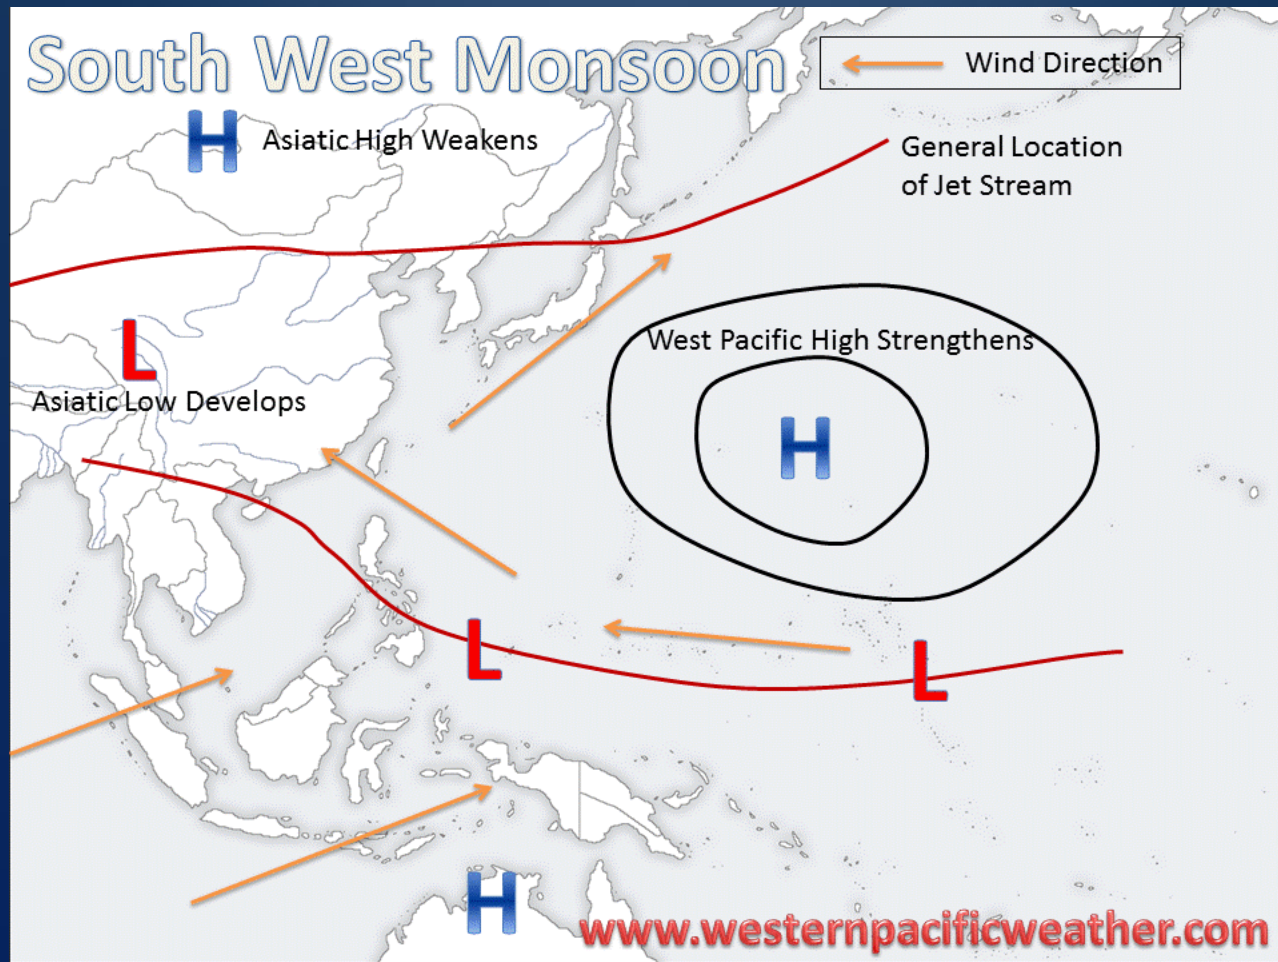 South West Monsoon
Wind Direction
H
Asiatic High Weakens
General Location
of Jet Stream
L
West Pacific High Strengthens
Asiatic Low Develops
H
L
L
H
www.westernpacificweather.com